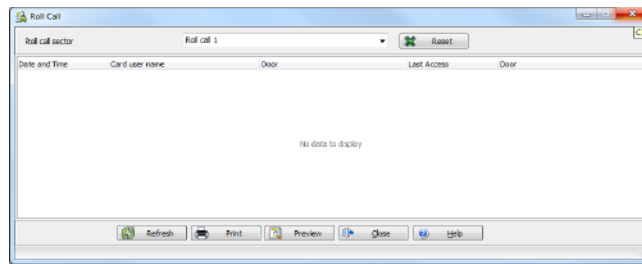 Roll Call
Roll call sector Roll call 1 Reset
Date and Time Card user name Door Last Access Door
No data to display
Refresh Print Preview Close Help